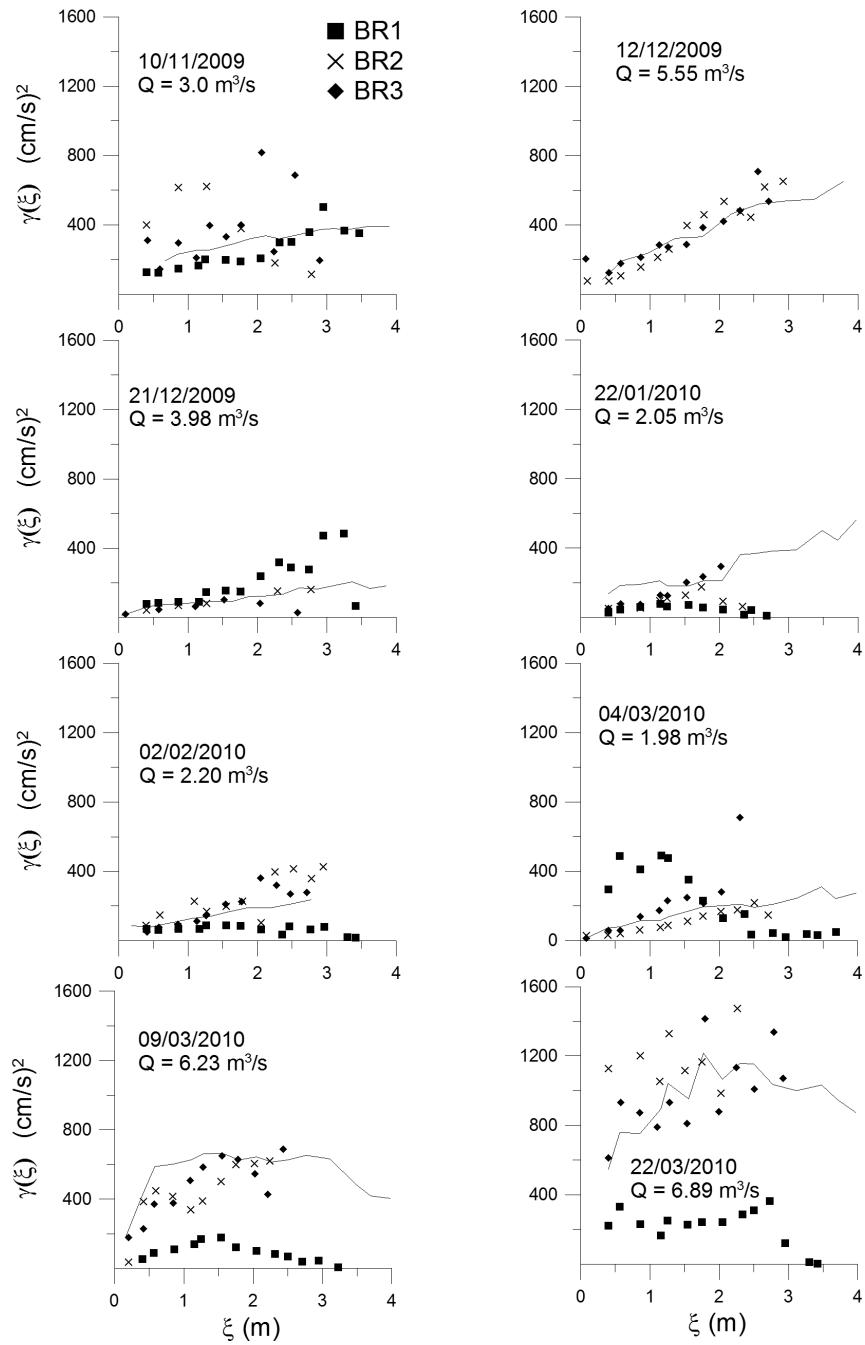 1600
1200
800
400
0 1 2 3 4
γ(ξ) (cm/s)²
10/11/2009
Q = 3.0 m³/s
BR1
BR2
BR3
1600
1200
800
400
0 1 2 3 4
12/12/2009
Q = 5.55 m³/s
1600
1200
800
400
0 1 2 3 4
γ(ξ) (cm/s)²
21/12/2009
Q = 3.98 m³/s
1600
1200
800
400
0 1 2 3 4
22/01/2010
Q = 2.05 m³/s
1600
1200
800
400
0 1 2 3 4
γ(ξ) (cm/s)²
02/02/2010
Q = 2.20 m³/s
1600
1200
800
400
0
0 1 2 3 4
04/03/2010
Q = 1.98 m³/s
1600
1200
800
400
0 1 2 3 4
γ(ξ) (cm/s)²
09/03/2010
Q = 6.23 m³/s
ξ (m)
1600
1200
800
400
0 1 2 3 4
22/03/2010
Q = 6.89 m³/s
ξ (m)